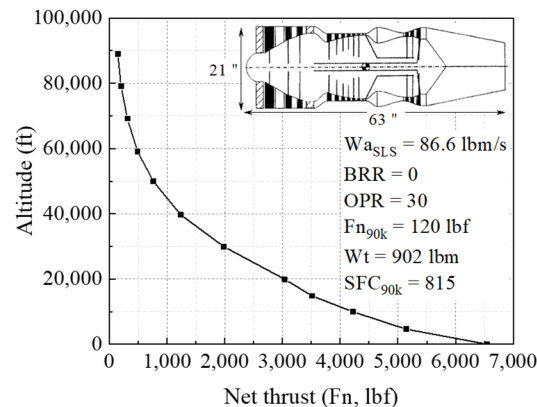 100,000
80,000
60,000
40,000
20,000
0
Altitude (ft)
0 1,000 2,000 3,000 4,000 5,000 6,000 7,000
Net thrust (Fn, lbf)
21 "
63 "
Wa_SLS = 86.6 lbm/s
BRR = 0
OPR = 30
Fn_90k = 120 lbf
Wt = 902 lbm
SFC_90k = 815